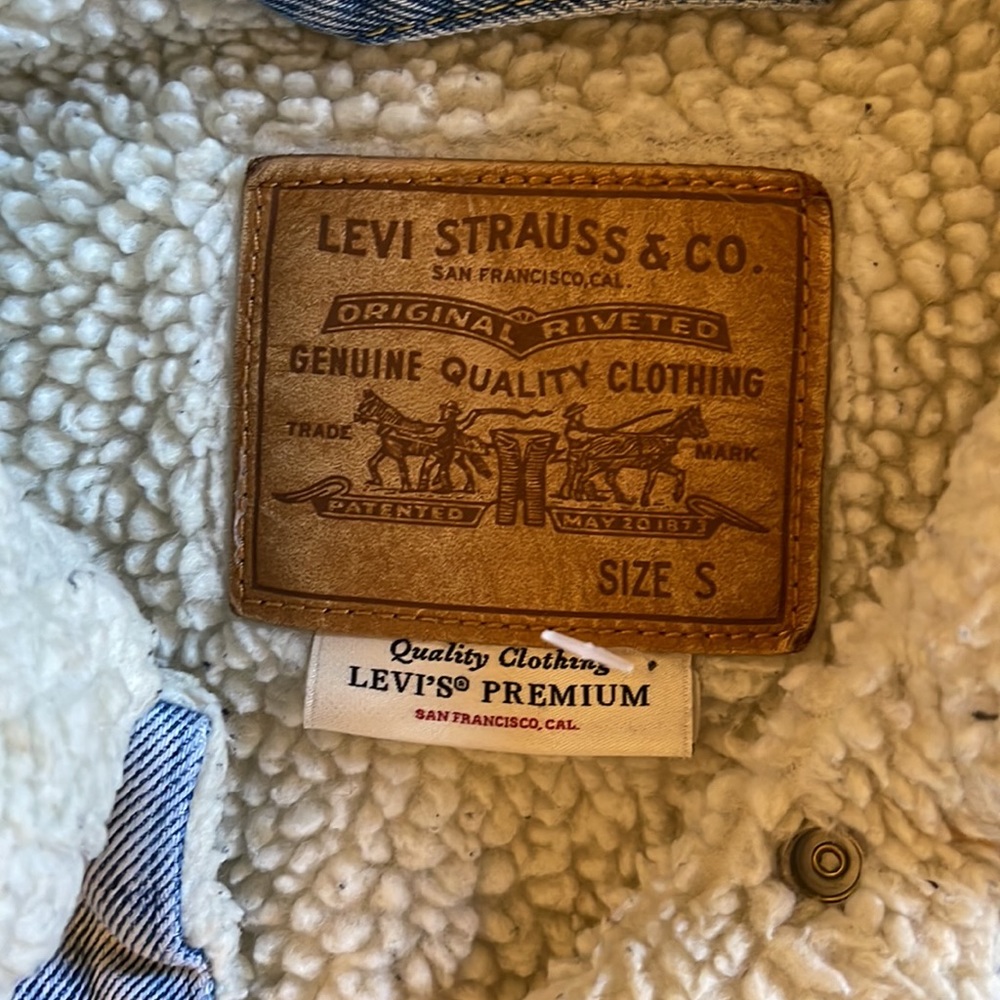 LEVI STRAUSS & CO.
SAN FRANCISCO, CAL.
ORIGINAL RIVETED
GENUINE QUALITY CLOTHING
TRADE MARK
PATENTED MAY 20 1873
SIZE S
Quality Clothing
LEVI'S® PREMIUM
SAN FRANCISCO, CAL.